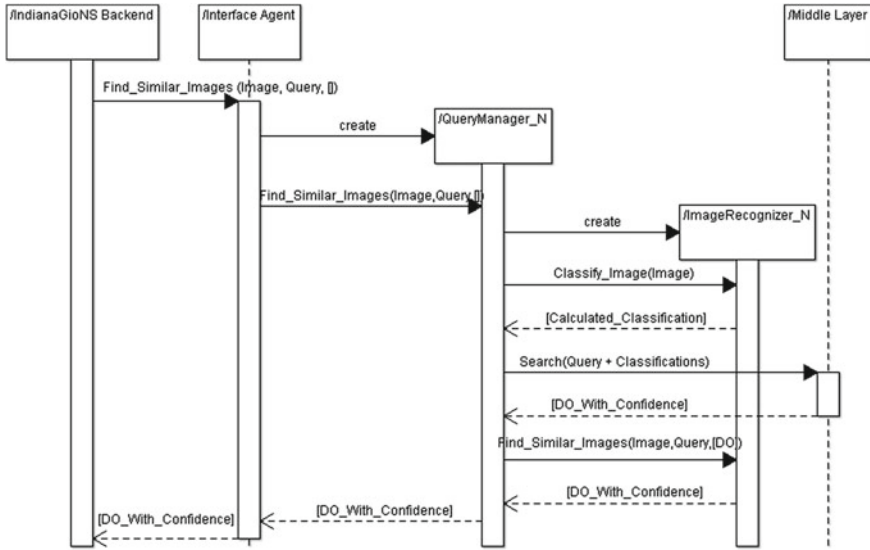 /IndianaGioNS Backend
/Interface Agent
/Middle Layer
Find_Similar_Images (Image, Query, [])
create
/QueryManager_N
Find_Similar_Images(Image,Query,[])
create
/ImageRecognizer_N
Classify_Image(Image)
[Calculated_Classification]
Search(Query + Classifications)
[DO_With_Confidence]
Find_Similar_Images(Image,Query,[DO])
[DO_With_Confidence]
[DO_With_Confidence]
[DO_With_Confidence]